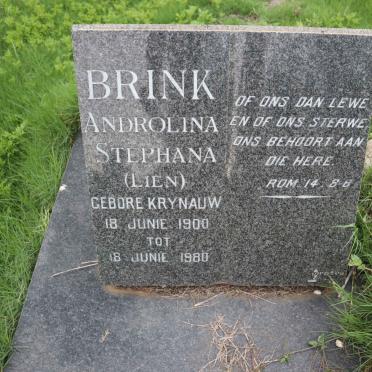 BRINK
ANDROLINA
STEPHANA
(LIEN)
GEBORE KRYNAUW
18 JUNIE 1900
TOT
18 JUNIE 1980
OF ONS DAN LEWE
EN OF ONS STERWE
ONS BEHOORT AAN
DIE HERE.
ROM. 14 8-B